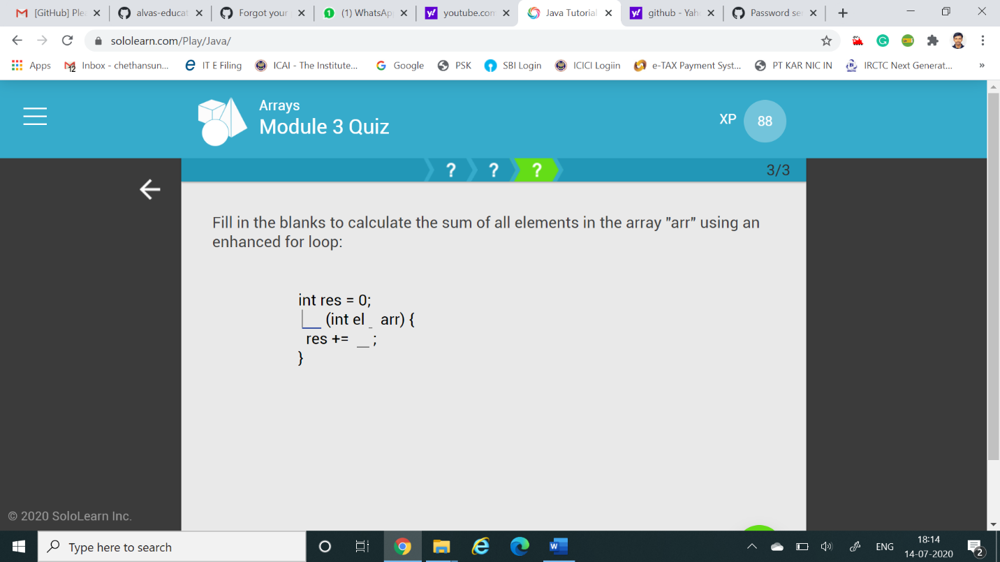 [GitHub] Ple
alvas-educat
Forgot your
(1) WhatsAp
youtube.com
Java Tutorial
github - Yah
Password se
sololearn.com/Play/Java/
Apps
12
Inbox - chethansun...
IT E Filing
ICAI - The Institute...
Google
PSK
SBI Login
ICICI Logiin
e-TAX Payment Syst...
PT KAR NIC IN
IRCTC Next Generat...
»
Arrays
Module 3 Quiz
XP
88
? ? ?
3/3
Fill in the blanks to calculate the sum of all elements in the array "arr" using an
enhanced for loop:
int res = 0;
___ (int el _ arr) {
res += __ ;
}
© 2020 SoloLearn Inc.
Type here to search
ENG
18:14
14-07-2020
2